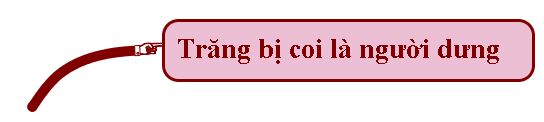 Trăng bị coi là người dưng